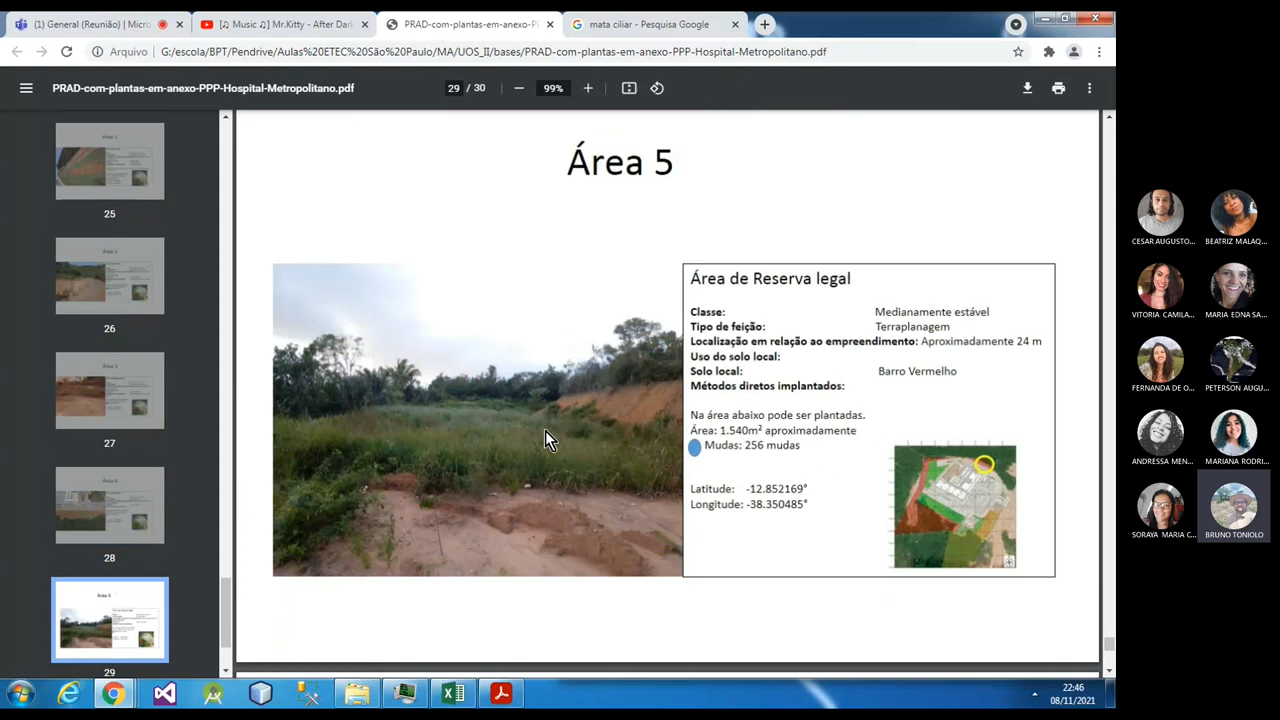 (1) General (Reunião) | Micro
[♫ Music ♫] Mr.Kitty - After Dark
PRAD-com-plantas-em-anexo-PP
mata ciliar - Pesquisa Google
Arquivo
G:/escola/BPT/Pendrive/Aulas%20ETEC%20São%20Paulo/MA/UOS_II/bases/PRAD-com-plantas-em-anexo-PPP-Hospital-Metropolitano.pdf
PRAD-com-plantas-em-anexo-PPP-Hospital-Metropolitano.pdf
29 / 30
99%
25
26
27
28
29
Área 5
Área de Reserva legal
Classe: Medianamente estável
Tipo de feição: Terraplanagem
Localização em relação ao empreendimento: Aproximadamente 24 m
Uso do solo local:
Solo local: Barro Vermelho
Métodos diretos implantados:
Na área abaixo pode ser plantadas.
Área: 1.540m² aproximadamente
Mudas: 256 mudas
Latitude: -12.852169°
Longitude: -38.350485°
CESAR AUGUSTO...
BEATRIZ MALAQ...
VITORIA CAMILA...
MARIA EDNA SA...
FERNANDA DE O...
PETERSON AUGU...
ANDRESSA MEN...
MARIANA RODRI...
SORAYA MARIA C...
BRUNO TONIOLO
22:46
08/11/2021